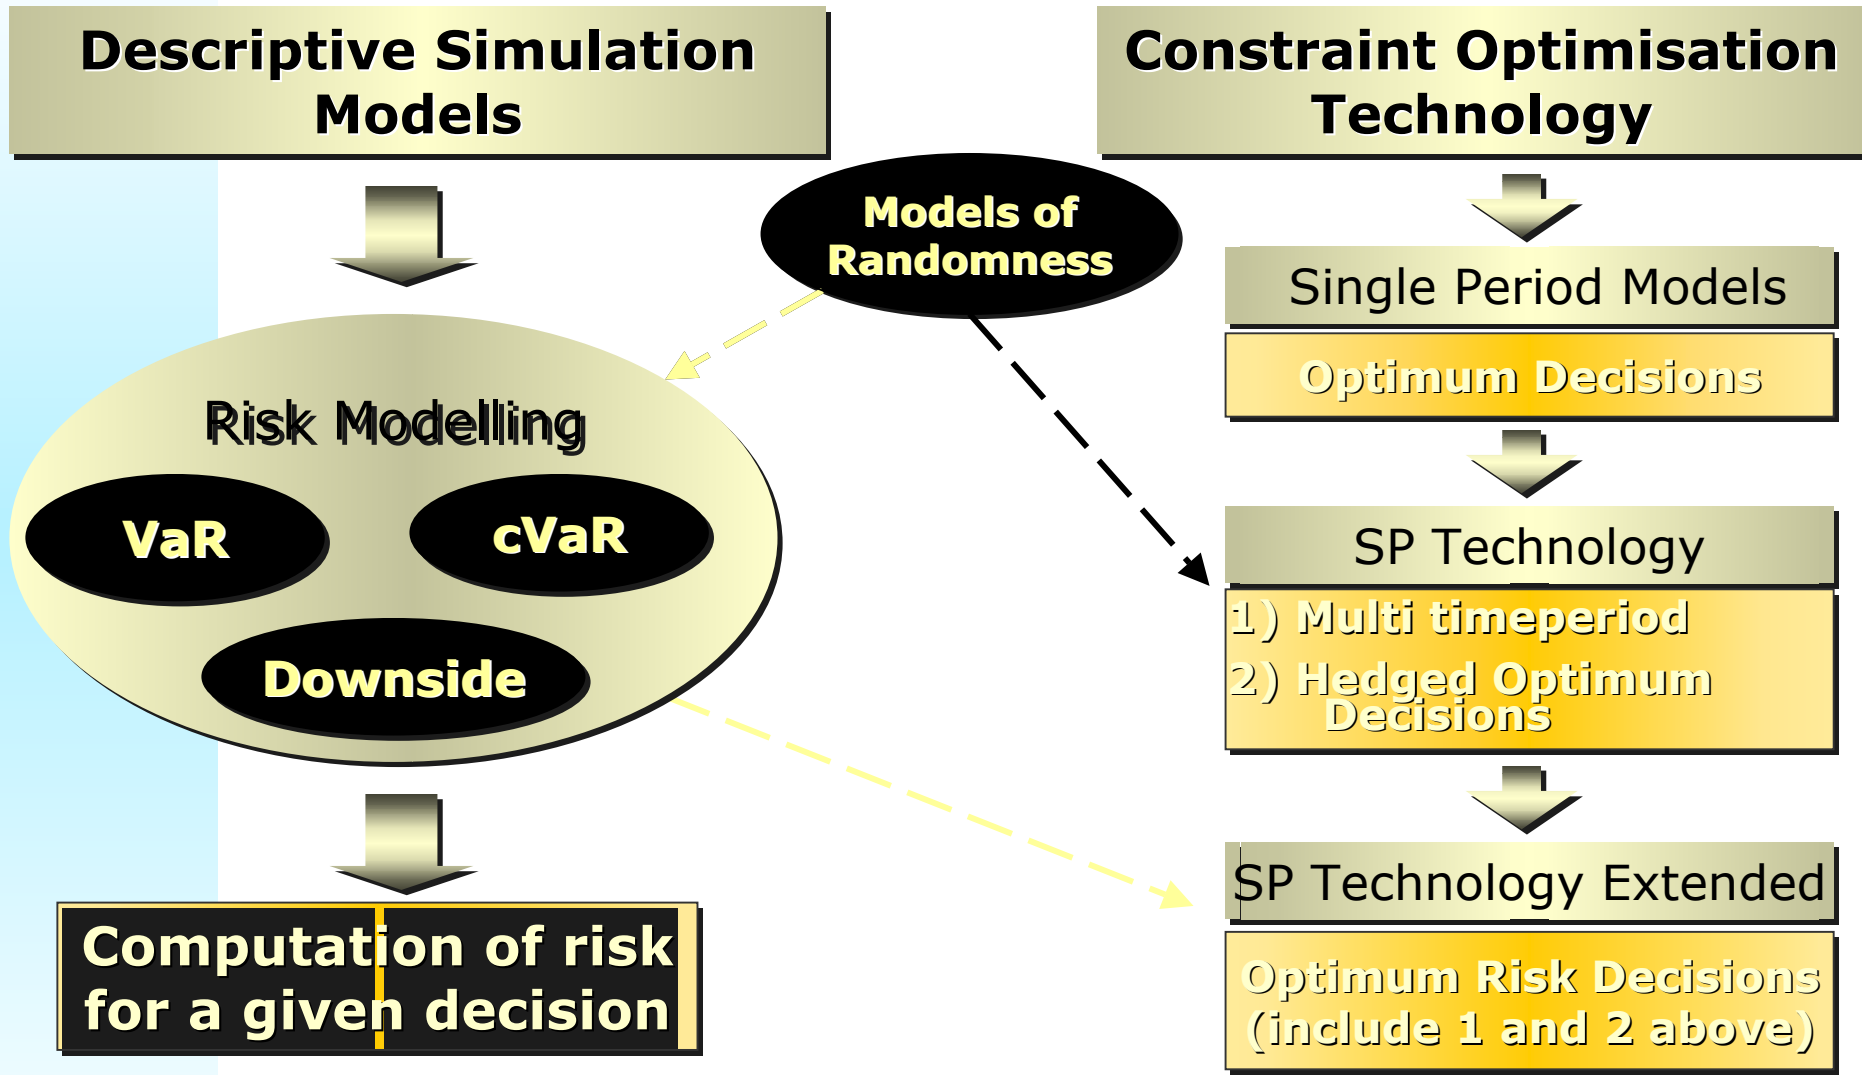 Descriptive Simulation
Models
Constraint Optimisation
Technology
Models of
Randomness
Single Period Models
Optimum Decisions
Risk Modelling
VaR
cVaR
Downside
SP Technology
1) Multi timeperiod
2) Hedged Optimum
Decisions
SP Technology Extended
Computation of risk
for a given decision
Optimum Risk Decisions
(include 1 and 2 above)